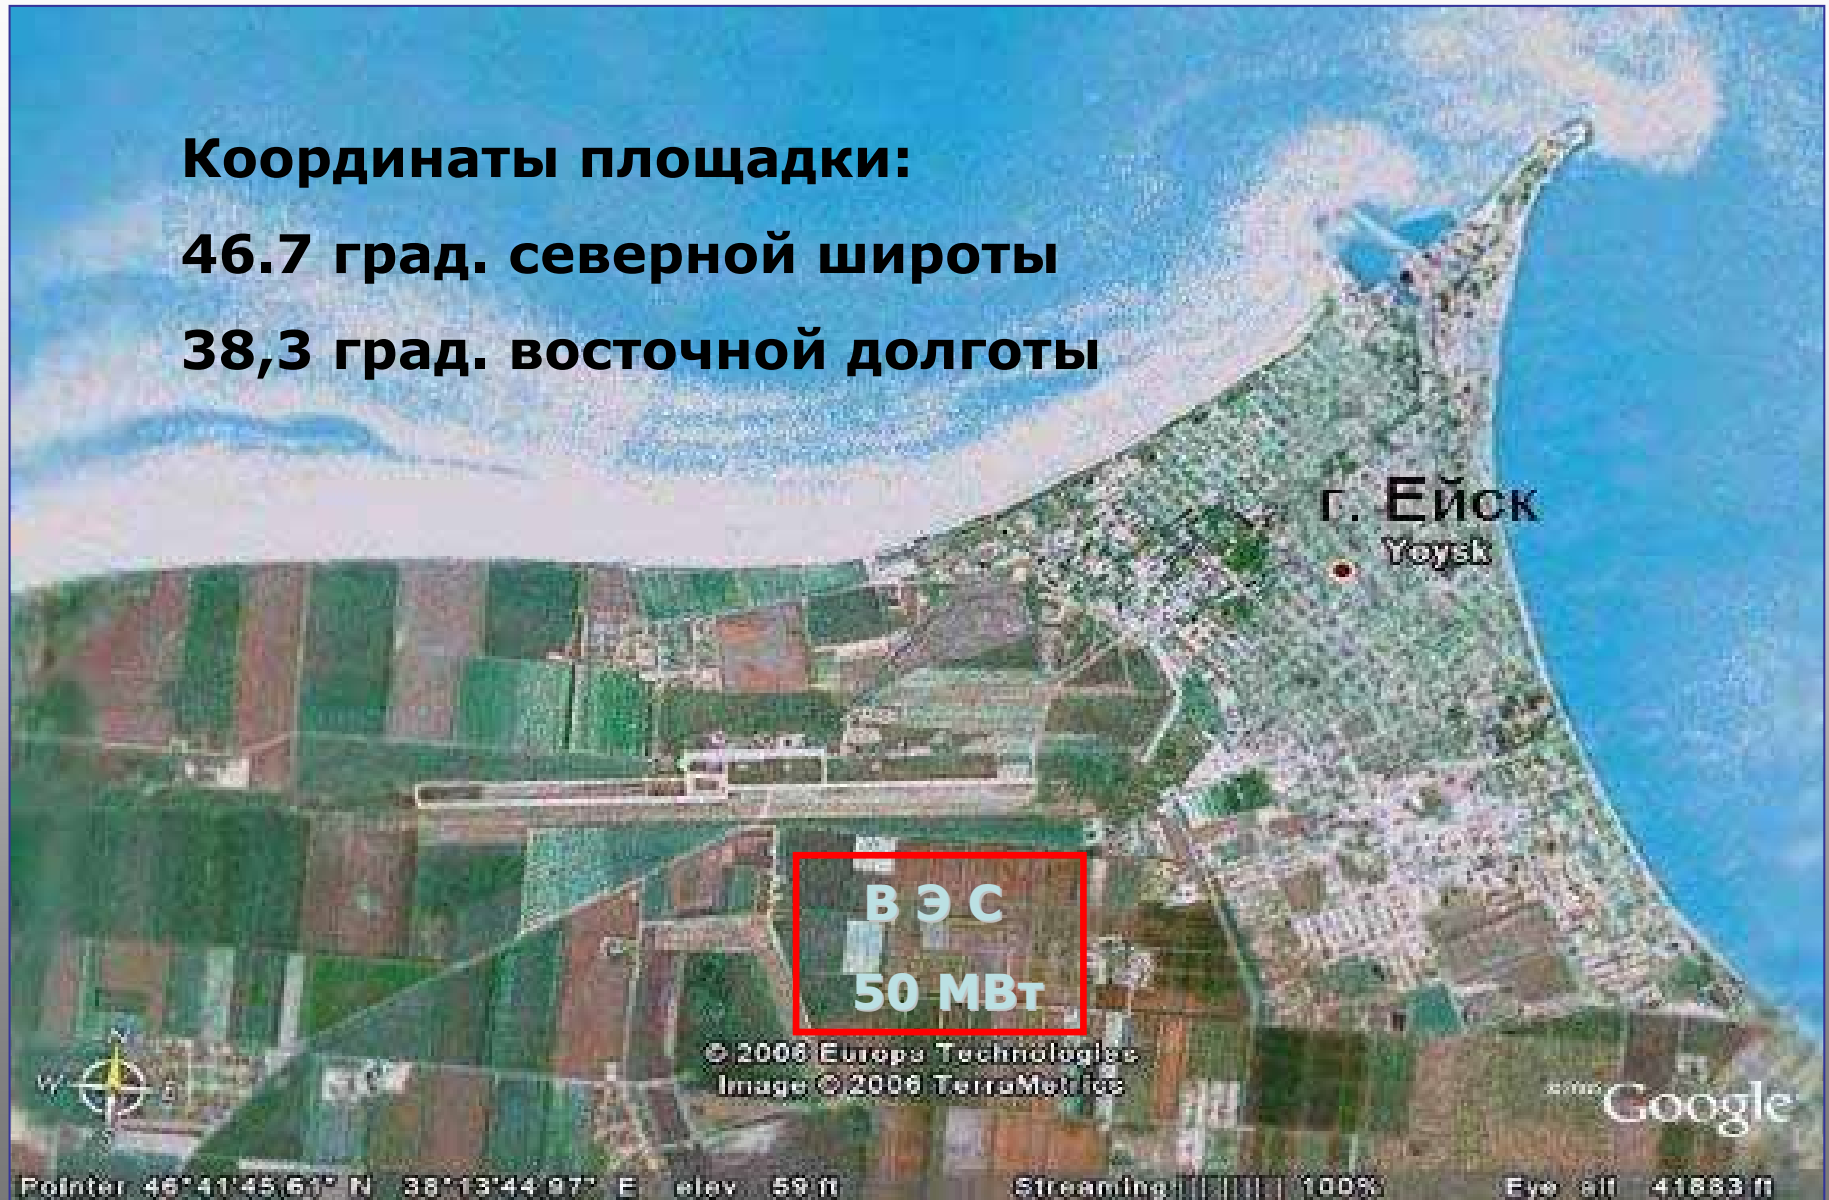 Координаты площадки:
46.7 град. северной широты
38,3 град. восточной долготы
г. Ейск
Yeysk
В Э С
50 МВт
© 2006 Europa Technologies
Image © 2006 TerraMetrics
N
W
E
S
Google
Pointer 46°41'45.61" N 38°13'44.97" E elev 59 ft Streaming |||||||||| 100% Eye alt 41883 ft